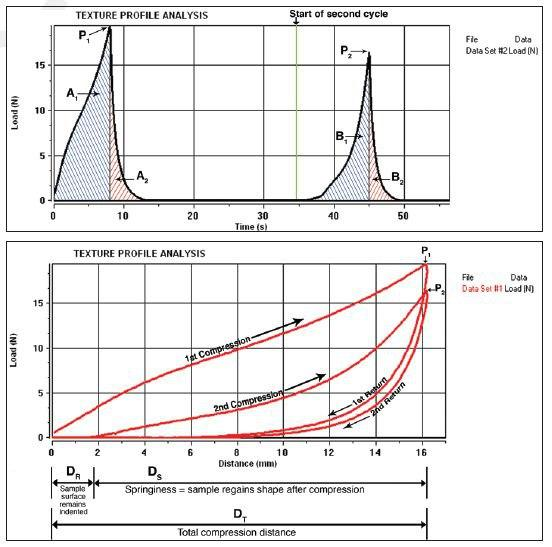 TEXTURE PROFILE ANALYSIS
Start of second cycle
P1
P2
File Data
Data Set #2 Load (N)
A1
A2
B1
B2
Load (N)
15
10
5
0
0 10 20 30 40 50
Time (s)
TEXTURE PROFILE ANALYSIS
P1
P2
File Data
Data Set #1 Load (N)
1st Compression
2nd Compression
1st Return
2nd Return
Load (N)
15
10
5
0
0 2 4 6 8 10 12 14 16
Distance (mm)
DR
Sample
surface
remains
indented
DS
Springiness = sample regains shape after compression
DT
Total compression distance